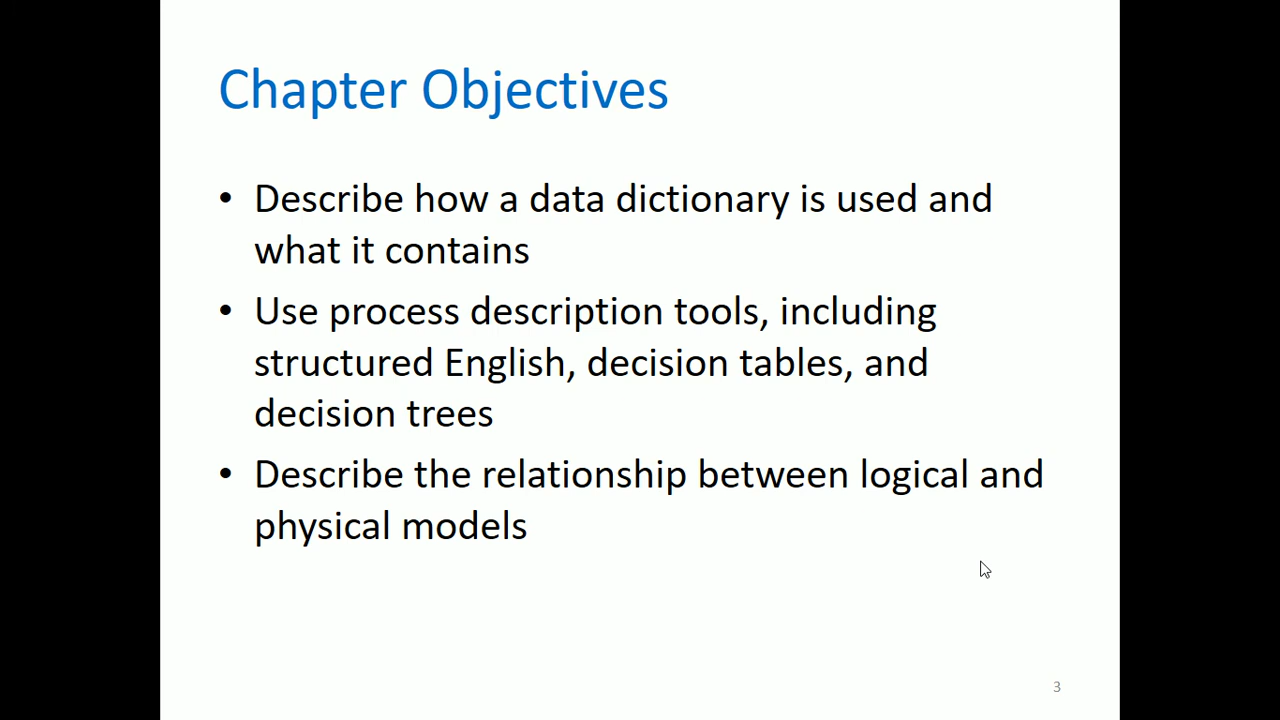 Chapter Objectives
• Describe how a data dictionary is used and
what it contains
• Use process description tools, including
structured English, decision tables, and
decision trees
• Describe the relationship between logical and
physical models
3